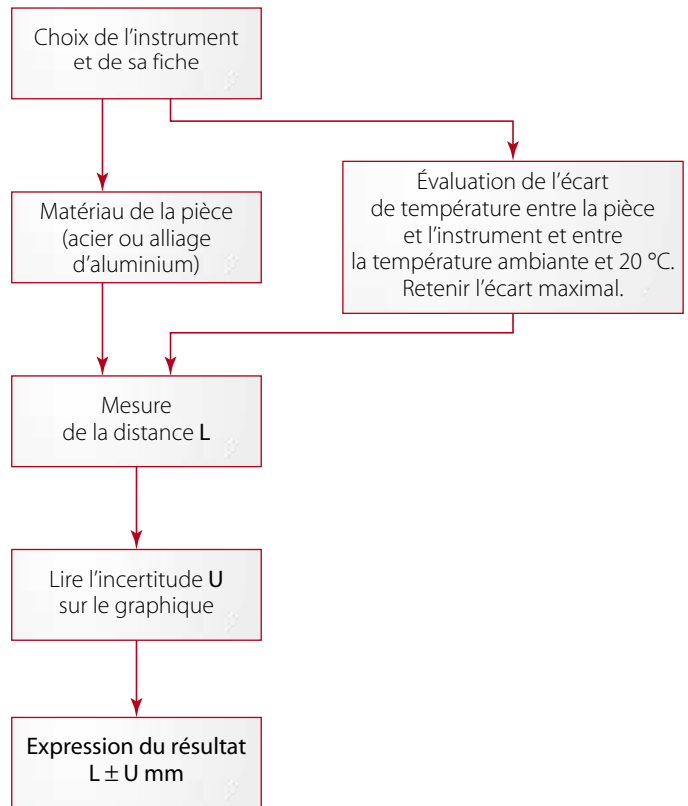 Choix de l’instrument
et de sa fiche
Matériau de la pièce
(acier ou alliage
d’aluminium)
Évaluation de l’écart
de température entre la pièce
et l’instrument et entre
la température ambiante et 20 ºC.
Retenir l’écart maximal.
Mesure
de la distance L
Lire l’incertitude U
sur le graphique
Expression du résultat
L ± U mm